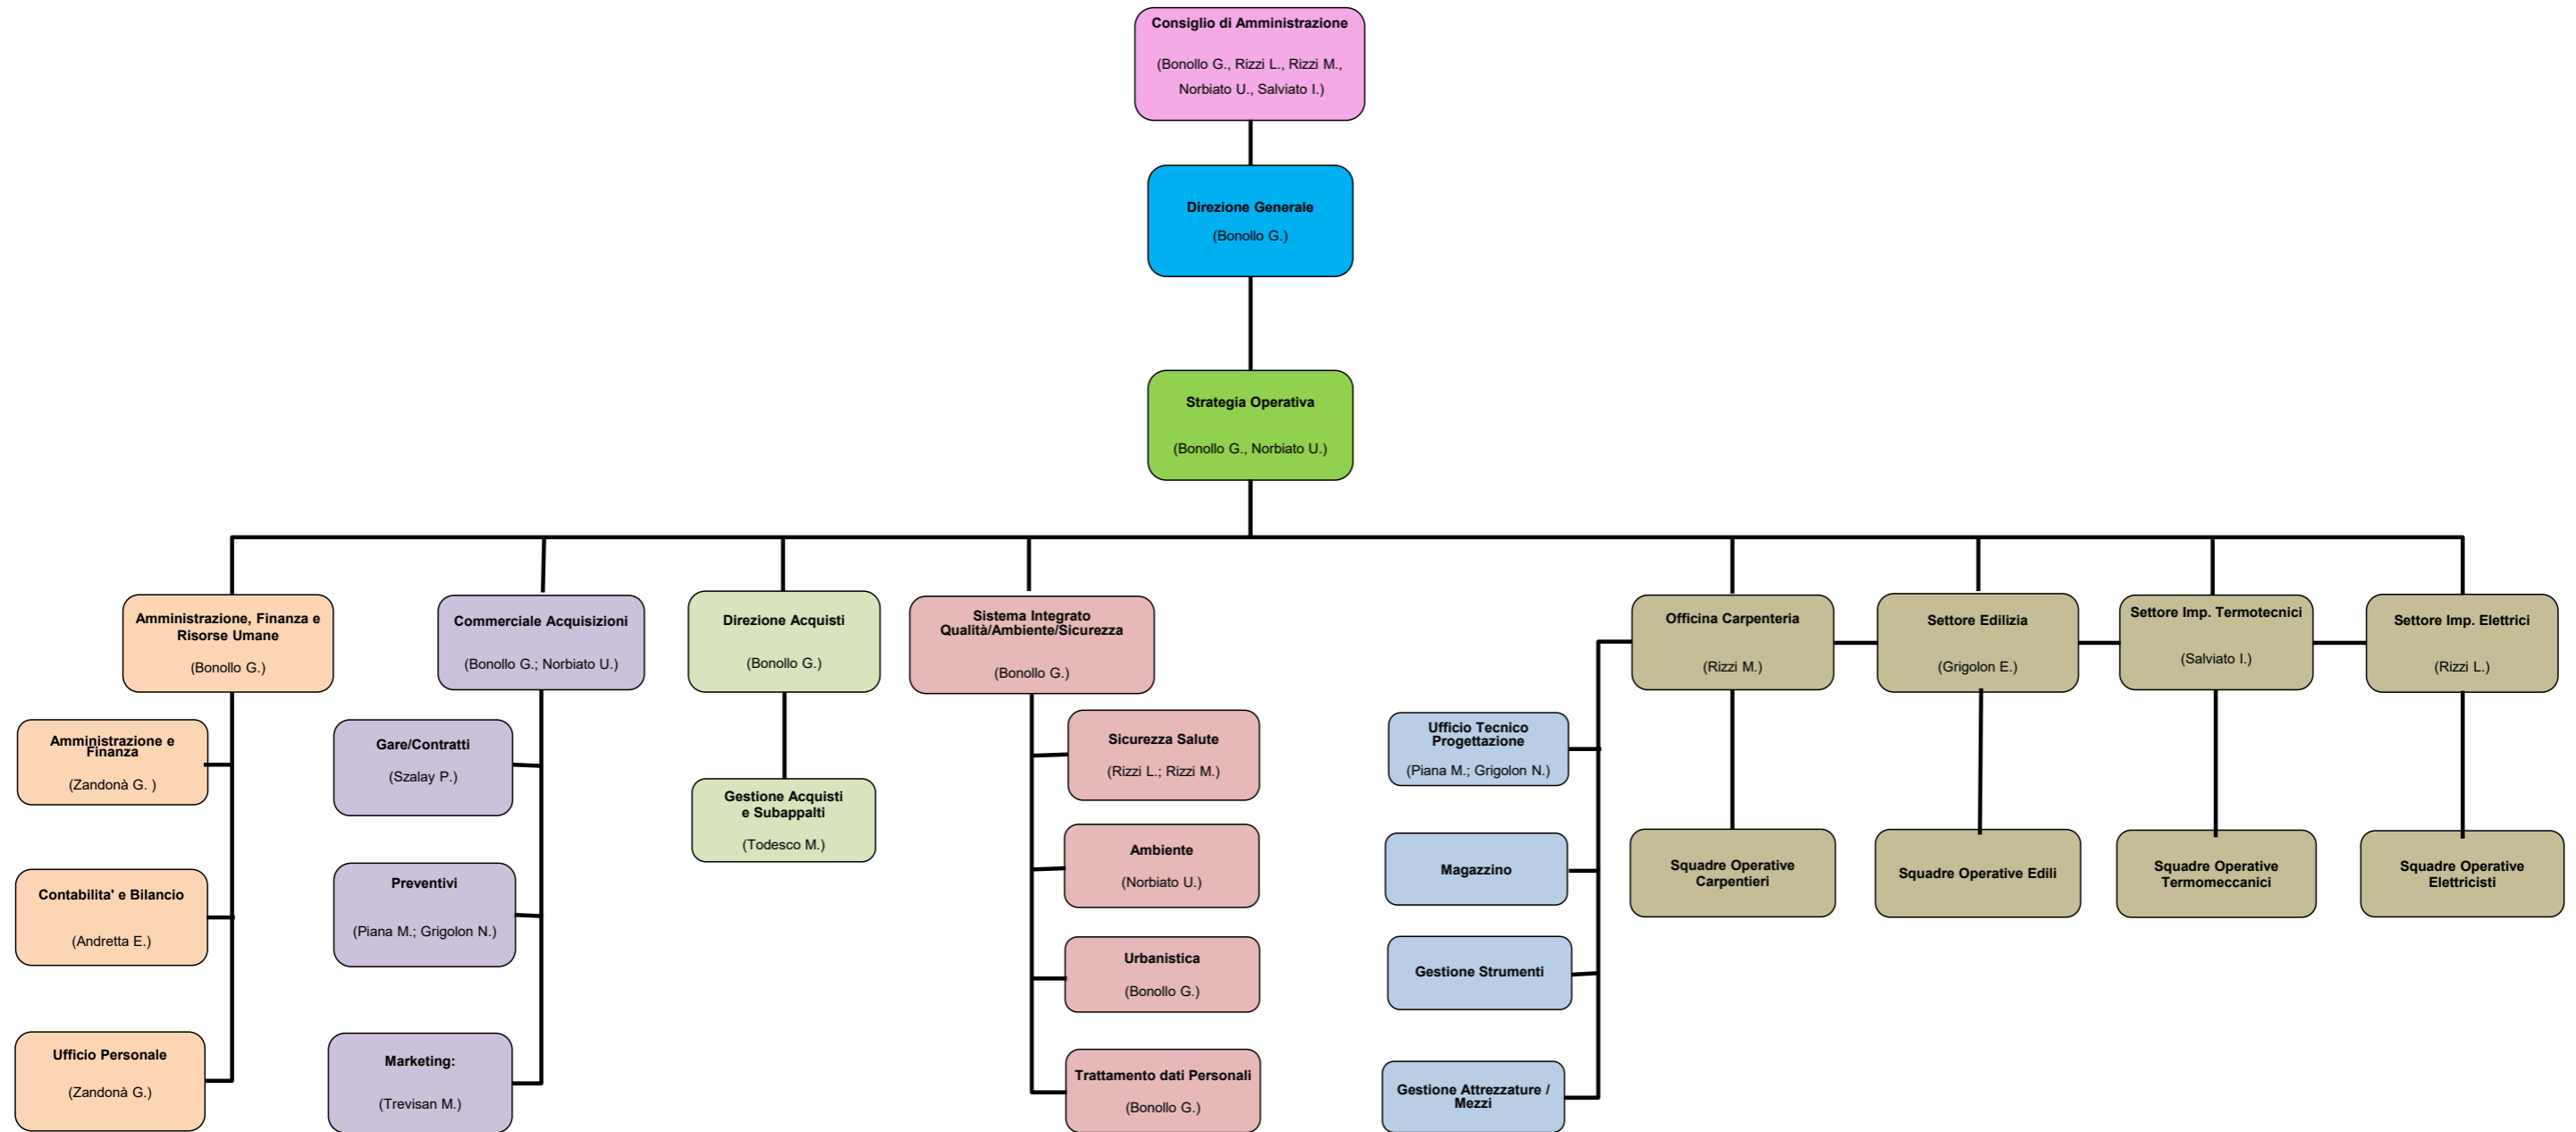 Consiglio di Amministrazione
(Bonollo G., Rizzi L., Rizzi M.,
Norbiato U., Salviato I.)
Direzione Generale
(Bonollo G.)
Strategia Operativa
(Bonollo G., Norbiato U.)
Amministrazione, Finanza e
Risorse Umane
(Bonollo G.)
Commerciale Acquisizioni
(Bonollo G.; Norbiato U.)
Direzione Acquisti
(Bonollo G.)
Sistema Integrato
Qualità/Ambiente/Sicurezza
(Bonollo G.)
Officina Carpenteria
(Rizzi M.)
Settore Edilizia
(Grigolon E.)
Settore Imp. Termotecnici
(Salviato I.)
Settore Imp. Elettrici
(Rizzi L.)
Amministrazione e
Finanza
(Zandonà G. )
Contabilita' e Bilancio
(Andretta E.)
Ufficio Personale
(Zandonà G.)
Gare/Contratti
(Szalay P.)
Preventivi
(Piana M.; Grigolon N.)
Marketing:
(Trevisan M.)
Gestione Acquisti
e Subappalti
(Todesco M.)
Sicurezza Salute
(Rizzi L.; Rizzi M.)
Ambiente
(Norbiato U.)
Urbanistica
(Bonollo G.)
Trattamento dati Personali
(Bonollo G.)
Ufficio Tecnico
Progettazione
(Piana M.; Grigolon N.)
Magazzino
Gestione Strumenti
Gestione Attrezzature /
Mezzi
Squadre Operative
Carpentieri
Squadre Operative Edili
Squadre Operative
Termomeccanici
Squadre Operative
Elettricisti